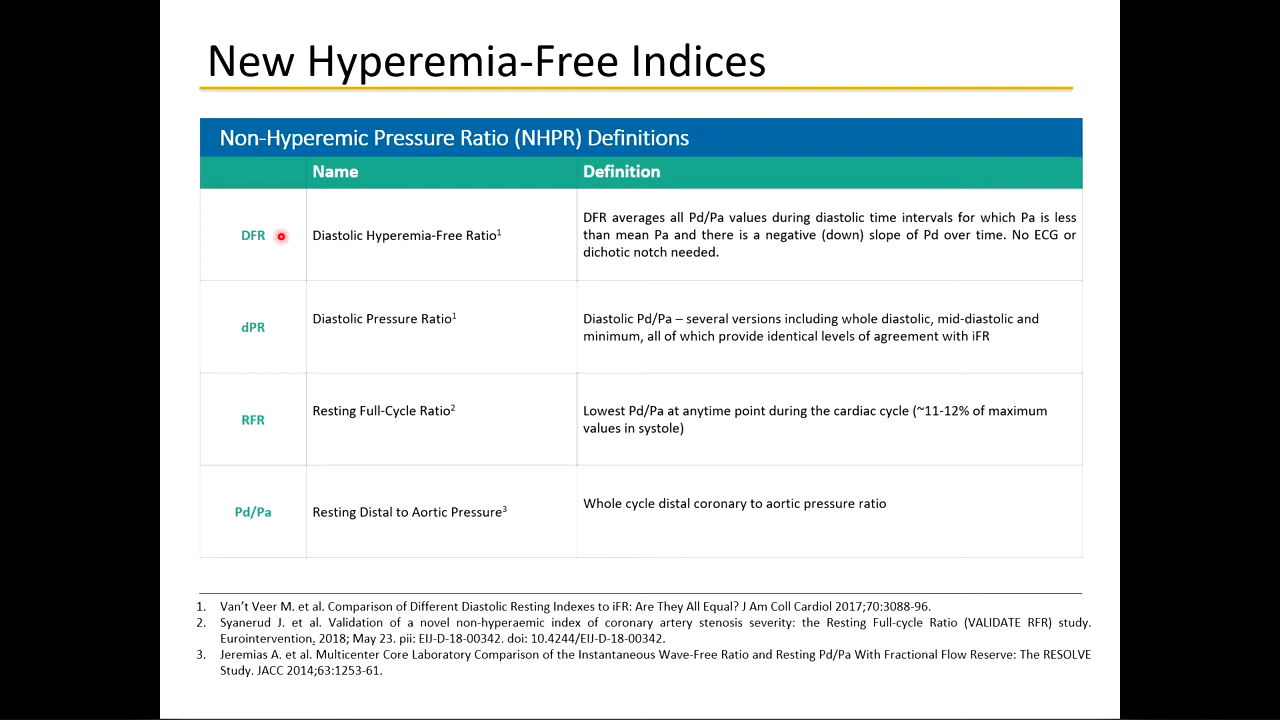 New Hyperemia-Free Indices
Non-Hyperemic Pressure Ratio (NHPR) Definitions
Name Definition
DFR
Diastolic Hyperemia-Free Ratio¹
DFR averages all Pd/Pa values during diastolic time intervals for which Pa is less
than mean Pa and there is a negative (down) slope of Pd over time. No ECG or
dichotic notch needed.
dPR
Diastolic Pressure Ratio¹
Diastolic Pd/Pa – several versions including whole diastolic, mid-diastolic and
minimum, all of which provide identical levels of agreement with iFR
RFR
Resting Full-Cycle Ratio²
Lowest Pd/Pa at anytime point during the cardiac cycle (~11-12% of maximum
values in systole)
Pd/Pa
Resting Distal to Aortic Pressure³
Whole cycle distal coronary to aortic pressure ratio
1. Van’t Veer M. et al. Comparison of Different Diastolic Resting Indexes to iFR: Are They All Equal? J Am Coll Cardiol 2017;70:3088-96.
2. Syanerud J. et al. Validation of a novel non-hyperaemic index of coronary artery stenosis severity: the Resting Full-cycle Ratio (VALIDATE RFR) study.
Eurointervention. 2018; May 23. pii: EIJ-D-18-00342. doi: 10.4244/EIJ-D-18-00342.
3. Jeremias A. et al. Multicenter Core Laboratory Comparison of the Instantaneous Wave-Free Ratio and Resting Pd/Pa With Fractional Flow Reserve: The RESOLVE
Study. JACC 2014;63:1253-61.